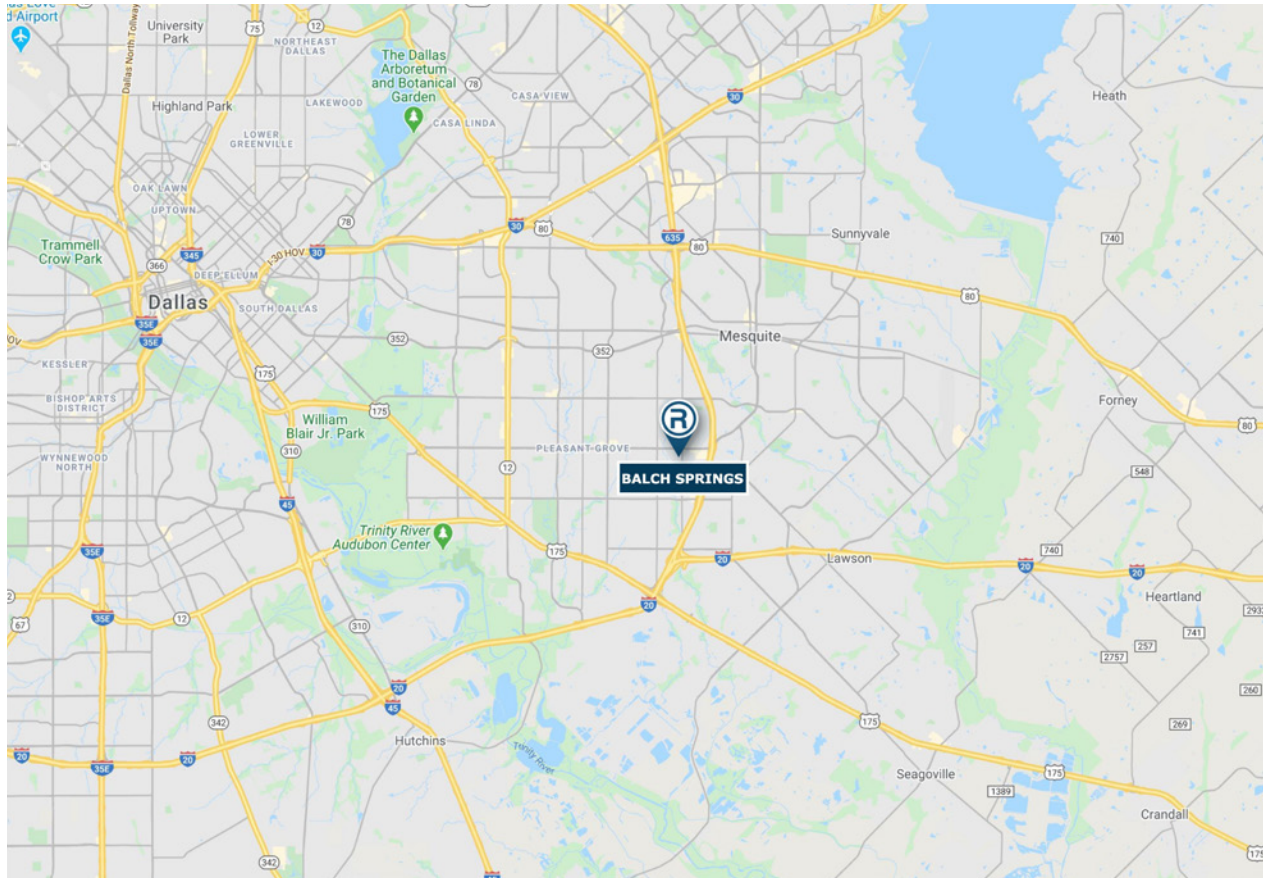 d Airport
75
12
University
Park
NORTHEAST
DALLAS
Dallas North Tollway
The Dallas
Arboretum
and Botanical
Garden
78
CASA VIEW
30
Heath
Highland Park
LAKEWOOD
CASA LINDA
LOWER
GREENVILLE
OAK LAWN
UPTOWN
78
30
80
635
80
Sunnyvale
740
Trammell
Crow Park
345
I-30 HOV
30
366
DEEP ELLUM
80
Dallas
SOUTH DALLAS
35E
35E
352
352
Mesquite
OV
KESSLER
175
BISHOP ARTS
DISTRICT
175
R
Forney
80
William
Blair Jr. Park
PLEASANT GROVE
WYNNEWOOD
NORTH
310
12
BALCH SPRINGS
548
45
Trinity River
Audubon Center
175
20
Lawson
740
35E
20
20
20
Heartland
2
12
35E
67
310
2932
741
257
2757
20
45
260
342
175
269
Hutchins
20
20
35E
Trinity River
Seagoville
175
1389
Crandall
342
175